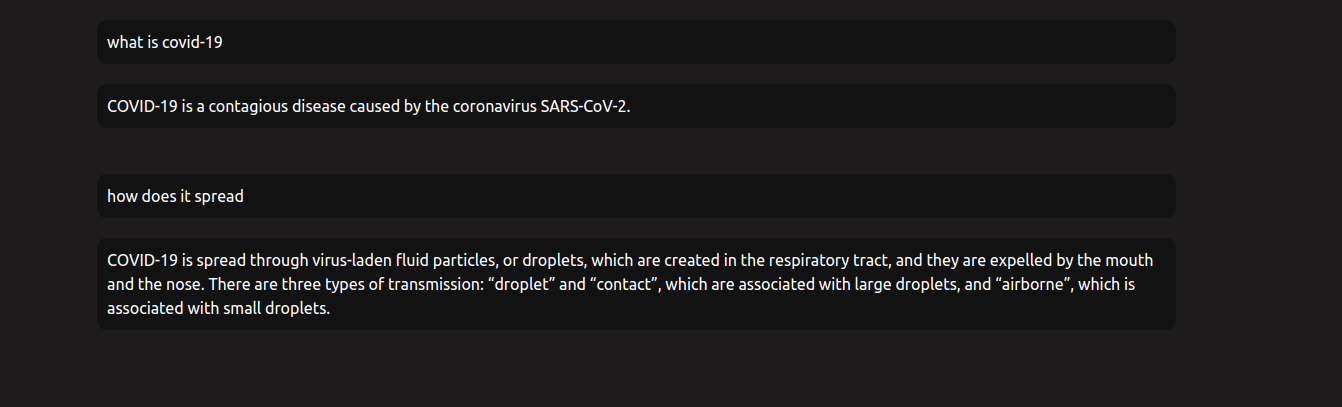 what is covid-19
COVID-19 is a contagious disease caused by the coronavirus SARS-CoV-2.
how does it spread
COVID-19 is spread through virus-laden fluid particles, or droplets, which are created in the respiratory tract, and they are expelled by the mouth
and the nose. There are three types of transmission: “droplet” and “contact”, which are associated with large droplets, and “airborne”, which is
associated with small droplets.